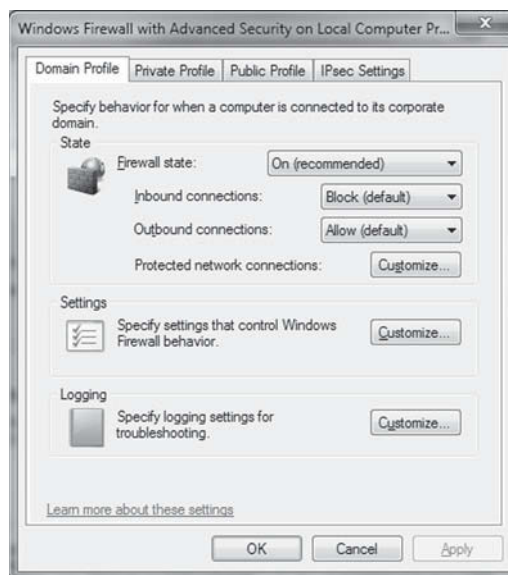 Windows Firewall with Advanced Security on Local Computer Pr...
Domain Profile Private Profile Public Profile IPsec Settings
Specify behavior for when a computer is connected to its corporate
domain.
State
Firewall state: On (recommended)
Inbound connections: Block (default)
Outbound connections: Allow (default)
Protected network connections: Customize...
Settings
Specify settings that control Windows
Firewall behavior.
Customize...
Logging
Specify logging settings for
troubleshooting.
Customize...
Learn more about these settings
OK Cancel Apply